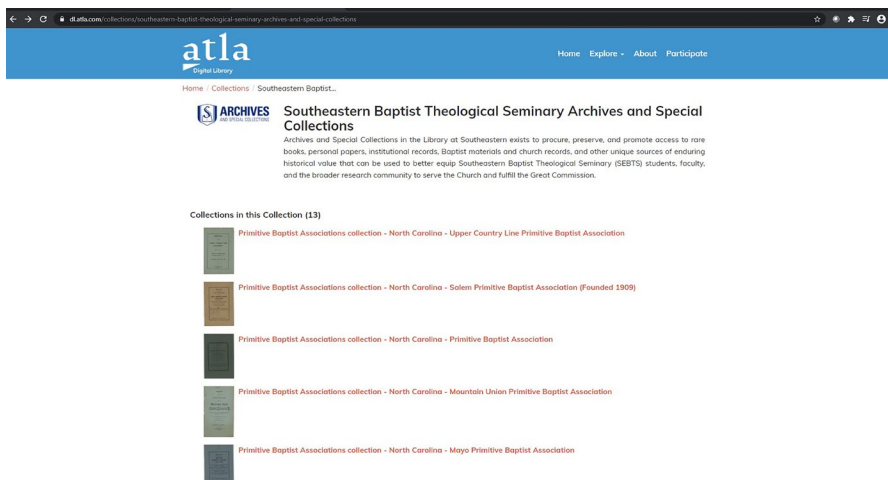 dl.atla.com/collections/southeastern-baptist-theological-seminary-archives-and-special-collections
atla
Digital Library
Home Explore About Participate
Home / Collections / Southeastern Baptist...
S ARCHIVES
AND SPECIAL COLLECTIONS
Southeastern Baptist Theological Seminary Archives and Special
Collections
Archives and Special Collections in the Library at Southeastern exists to procure, preserve, and promote access to rare
books, personal papers, institutional records, Baptist materials and church records, and other unique sources of enduring
historical value that can be used to better equip Southeastern Baptist Theological Seminary (SEBTS) students, faculty,
and the broader research community to serve the Church and fulfill the Great Commission.
Collections in this Collection (13)
Primitive Baptist Associations collection - North Carolina - Upper Country Line Primitive Baptist Association
Primitive Baptist Associations collection - North Carolina - Salem Primitive Baptist Association (Founded 1909)
Primitive Baptist Associations collection - North Carolina - Primitive Baptist Association
Primitive Baptist Associations collection - North Carolina - Mountain Union Primitive Baptist Association
Primitive Baptist Associations collection - North Carolina - Mayo Primitive Baptist Association